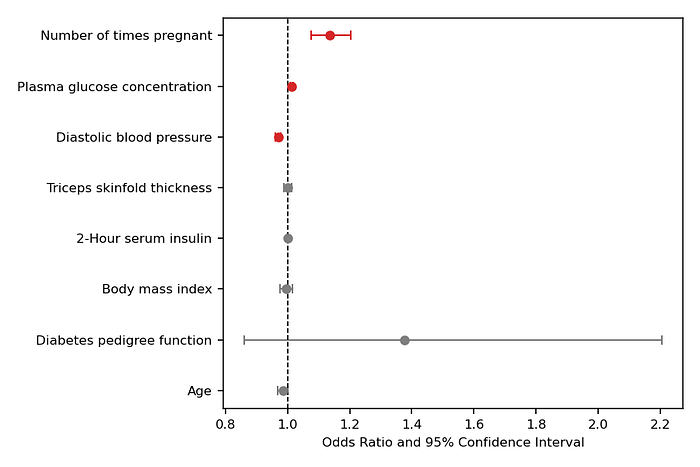 Number of times pregnant
Plasma glucose concentration
Diastolic blood pressure
Triceps skinfold thickness
2-Hour serum insulin
Body mass index
Diabetes pedigree function
Age
0.8 1.0 1.2 1.4 1.6 1.8 2.0 2.2
Odds Ratio and 95% Confidence Interval